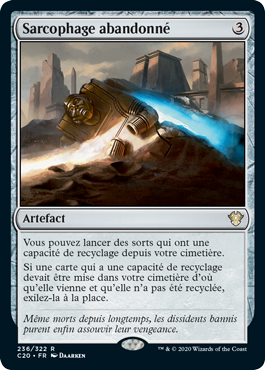 Sarcophage abandonné 3
Artefact
Vous pouvez lancer des sorts qui ont une
capacité de recyclage depuis votre cimetière.
Si une carte qui a une capacité de recyclage
devait être mise dans votre cimetière d'où
qu'elle vienne et qu'elle n'a pas été recyclée,
exilez-la à la place.
Même morts depuis longtemps, les dissidents bannis
purent enfin assouvir leur vengeance.
236/322 R
C20 • FR DAARKEN
™ & © 2020 Wizards of the Coast